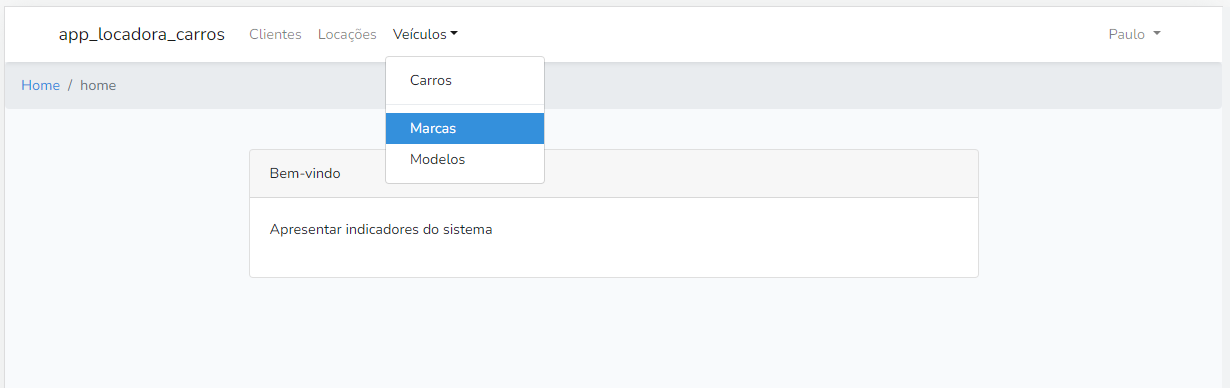 app_locadora_carros Clientes Locações Veículos Paulo
Home / home
Carros
Marcas
Modelos
Bem-vindo
Apresentar indicadores do sistema